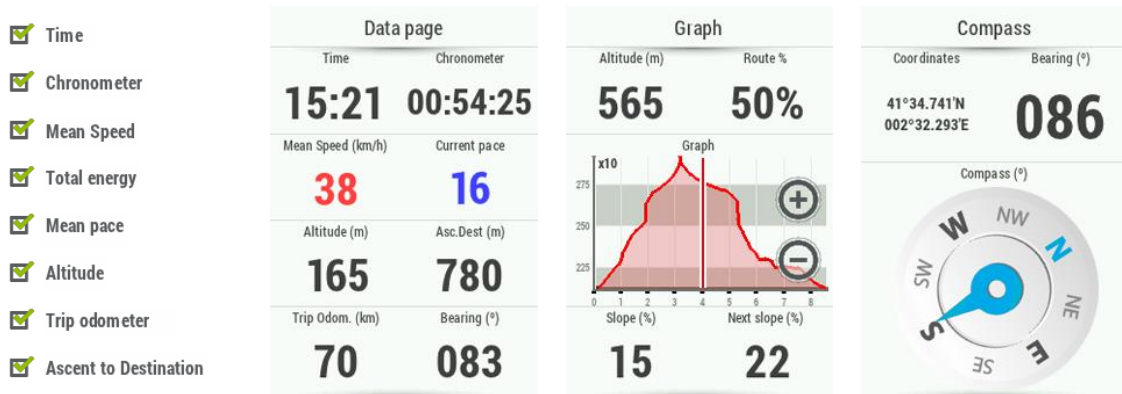 Time
Chronometer
Mean Speed
Total energy
Mean pace
Altitude
Trip odometer
Ascent to Destination
Data page
Time Chronometer
15:21 00:54:25
Mean Speed (km/h) Current pace
38 16
Altitude (m) Asc.Dest (m)
165 780
Trip Odom. (km) Bearing (º)
70 083
Graph
Altitude (m) Route %
565 50%
Graph
x10
275
250
225
0 1 2 3 4 5 6 7 8
Slope (%) Next slope (%)
15 22
Compass
Coordinates Bearing (º)
41°34.741'N
002°32.293'E
086
Compass (º)
N
NE
E
SE
S
SW
W
NW